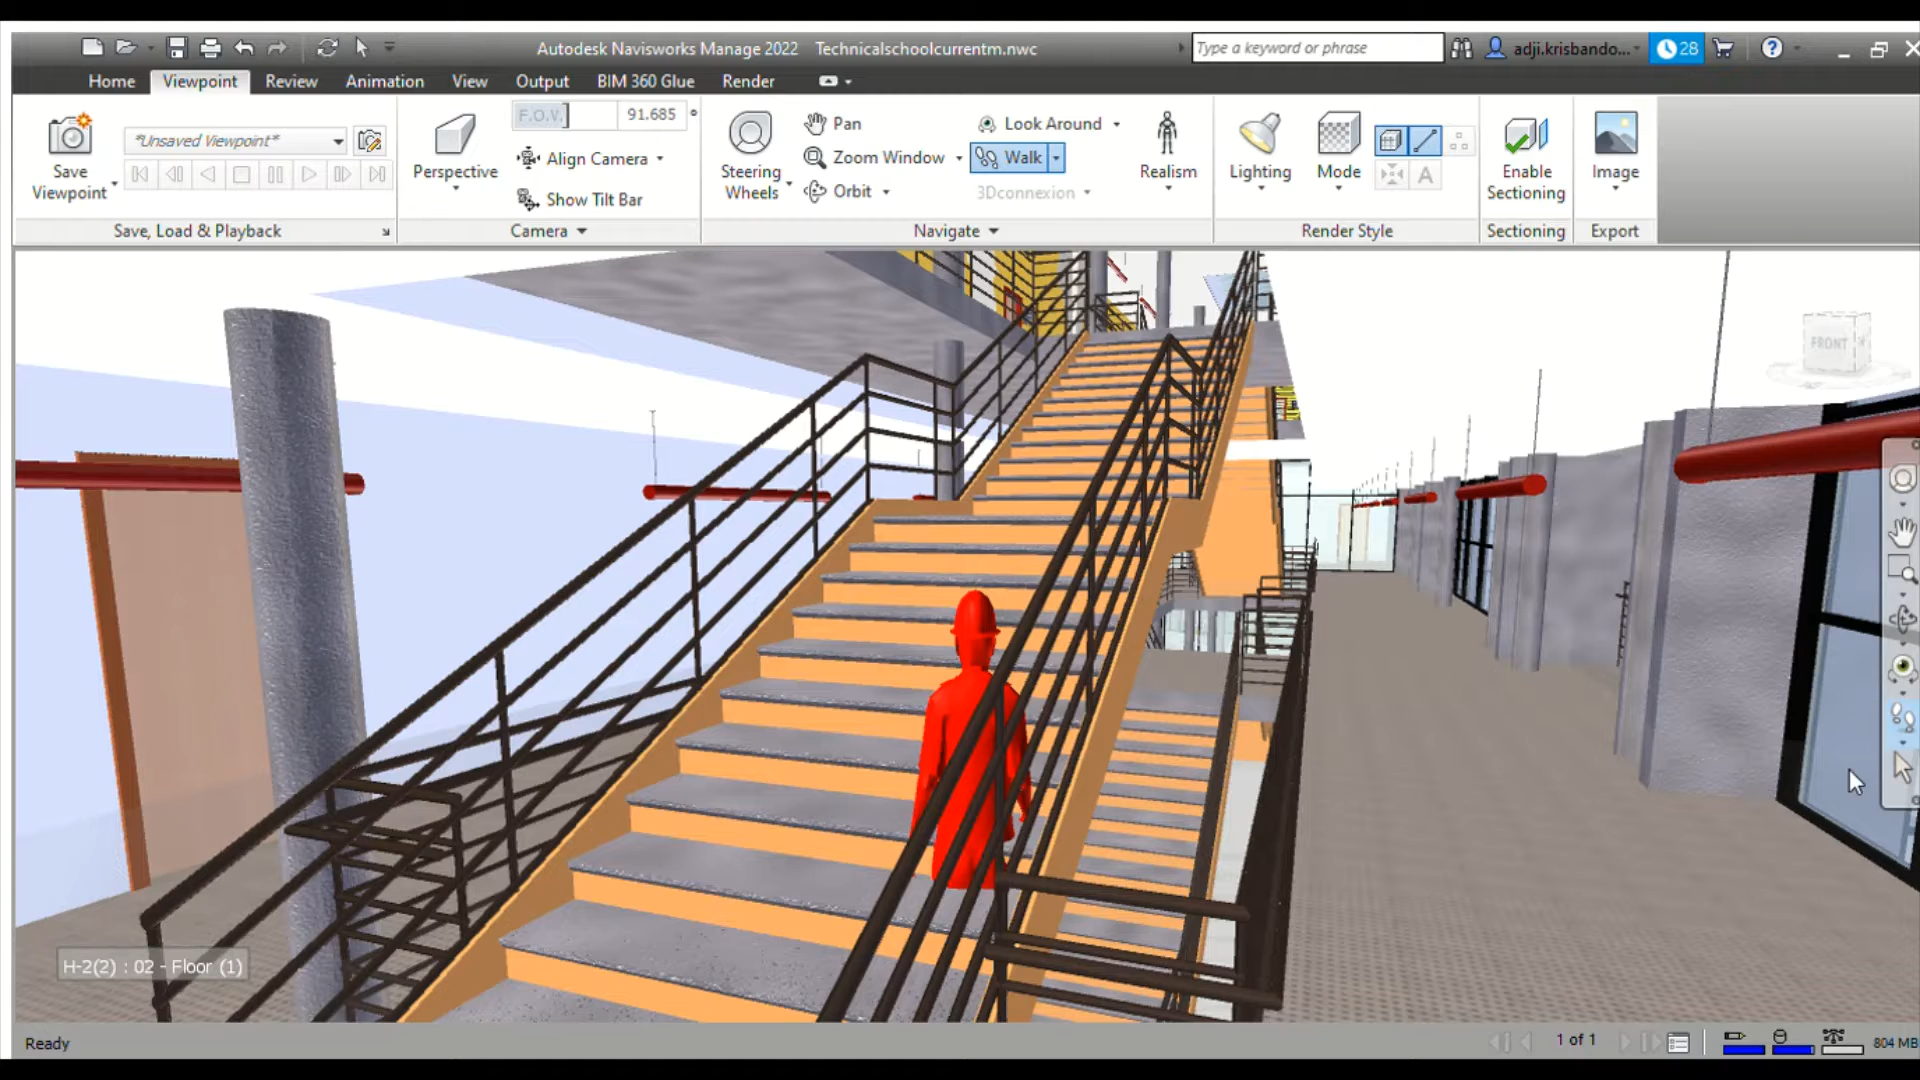 Autodesk Navisworks Manage 2022 Technicalschoolcurrentm.nwc
Type a keyword or phrase
adji.krisbando...
28
Home Viewpoint Review Animation View Output BIM 360 Glue Render
Save Viewpoint
*Unsaved Viewpoint*
Save, Load & Playback
Perspective
F.O.V.
91.685 °
Align Camera
Show Tilt Bar
Camera
Steering Wheels
Pan
Zoom Window
Orbit
Look Around
Walk
3Dconnexion
Realism
Navigate
Lighting
Mode
A
Render Style
Enable Sectioning
Sectioning
Image
Export
FRONT
H-2(2) : 02 - Floor (1)
Ready
1 of 1
804 MB